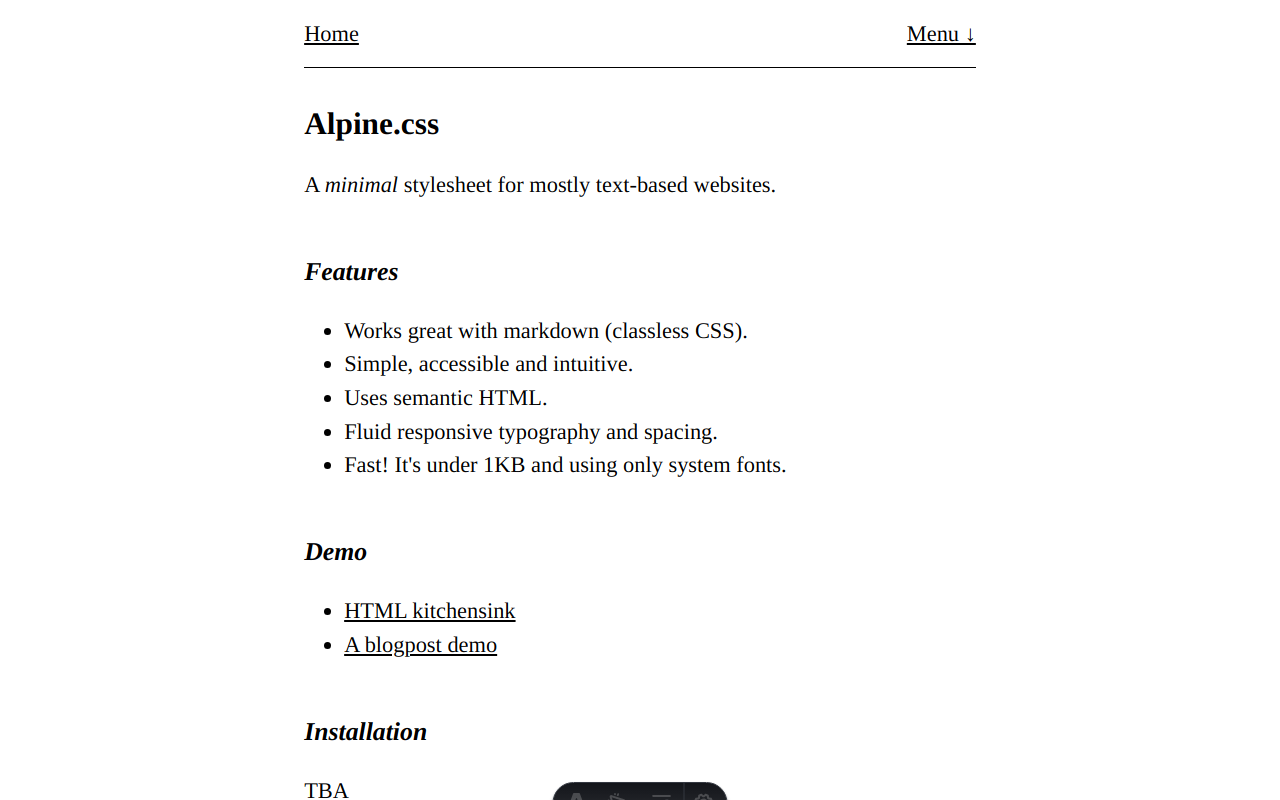 Home
Menu ↓
Alpine.css
A minimal stylesheet for mostly text-based websites.
Features
Works great with markdown (classless CSS).
Simple, accessible and intuitive.
Uses semantic HTML.
Fluid responsive typography and spacing.
Fast! It's under 1KB and using only system fonts.
Demo
HTML kitchensink
A blogpost demo
Installation
TBA